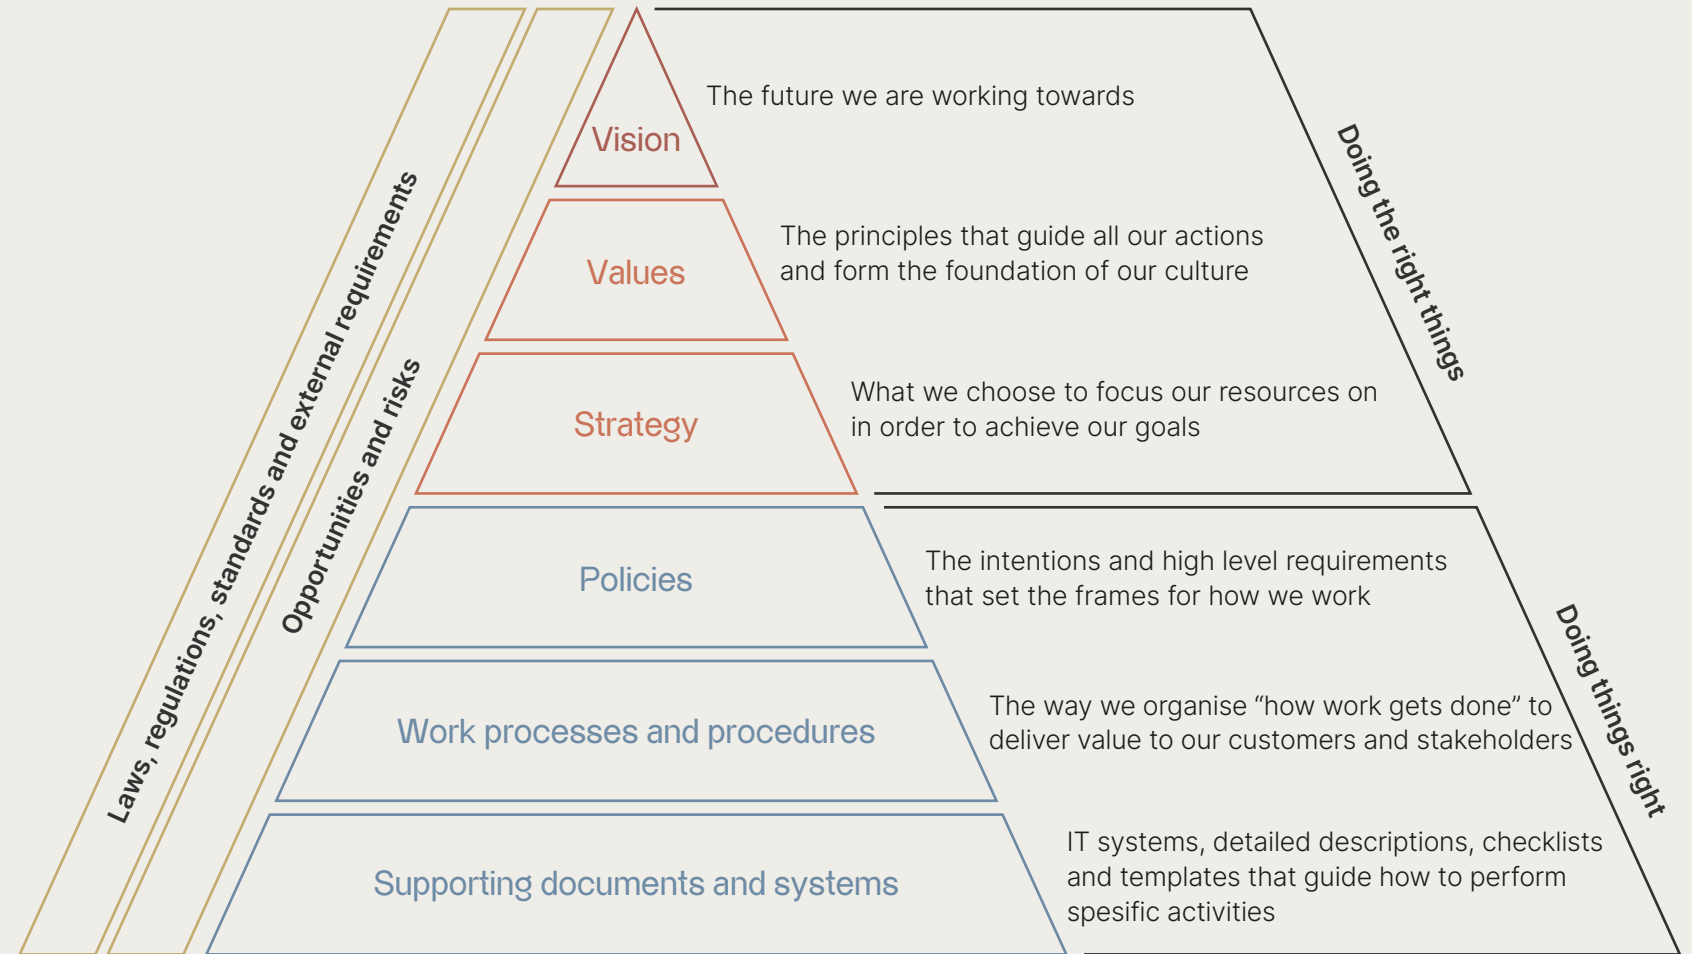 Laws, regulations, standards and external requirements
Opportunities and risks
Vision
The future we are working towards
Values
The principles that guide all our actions
and form the foundation of our culture
Strategy
What we choose to focus our resources on
in order to achieve our goals
Doing the right things
Policies
The intentions and high level requirements
that set the frames for how we work
Work processes and procedures
The way we organise “how work gets done” to
deliver value to our customers and stakeholders
Supporting documents and systems
IT systems, detailed descriptions, checklists
and templates that guide how to perform
spesific activities
Doing things right